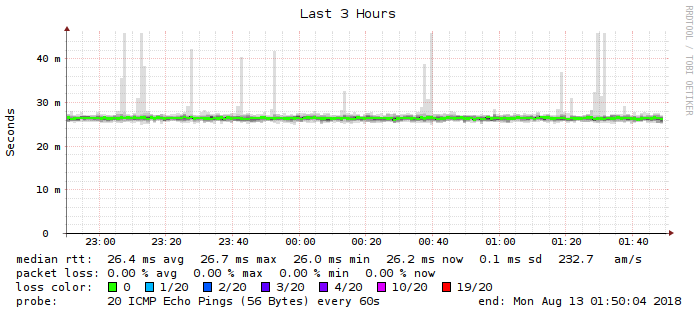 Last 3 Hours
RRDTOOL / TOBI OETIKER
Seconds
40 m
30 m
20 m
10 m
0
23:00 23:20 23:40 00:00 00:20 00:40 01:00 01:20 01:40
median rtt: 26.4 ms avg 26.7 ms max 26.0 ms min 26.2 ms now 0.1 ms sd 232.7 am/s
packet loss: 0.00 % avg 0.00 % max 0.00 % min 0.00 % now
loss color: 0 1/20 2/20 3/20 4/20 10/20 19/20
probe: 20 ICMP Echo Pings (56 Bytes) every 60s end: Mon Aug 13 01:50:04 2018